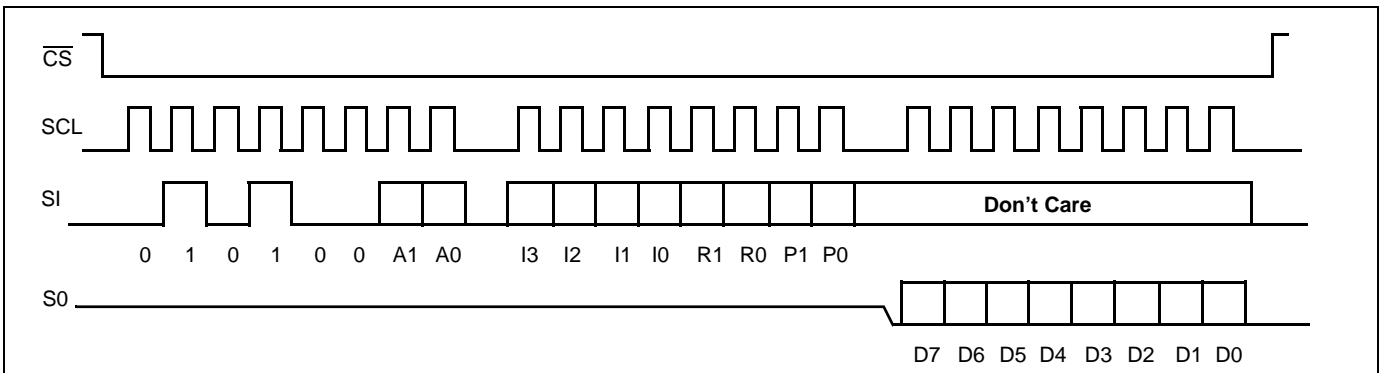 CS
SCL
SI
Don't Care
0 1 0 1 0 0 A1 A0 I3 I2 I1 I0 R1 R0 P1 P0
S0
D7 D6 D5 D4 D3 D2 D1 D0